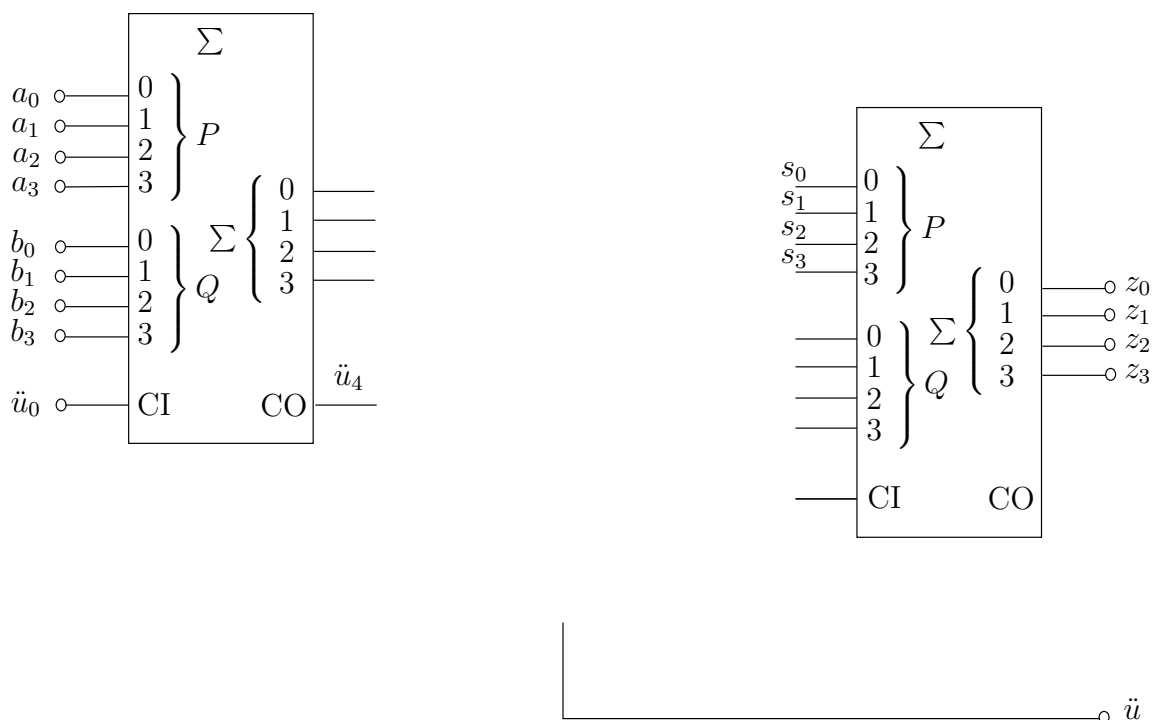 Σ
a₀ 0
a₁ 1
a₂ 2
a₃ 3
P
b₀ 0
b₁ 1
b₂ 2
b₃ 3
Q
Σ
0
1
2
3
ü₀ CI
CO ü₄
Σ
s₀ 0
s₁ 1
s₂ 2
s₃ 3
P
0
1
2
3
Q
Σ
0 z₀
1 z₁
2 z₂
3 z₃
CI CO
ü